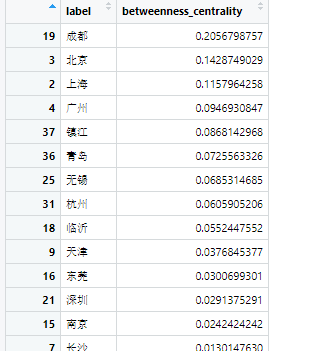 label betweenness_centrality
19 成都 0.2056798757
3 北京 0.1428749029
2 上海 0.1157964258
4 广州 0.0946930847
37 镇江 0.0868142968
36 青岛 0.0725563326
25 无锡 0.0685314685
31 杭州 0.0605905206
18 临沂 0.0552447552
9 天津 0.0376845377
16 东莞 0.0300699301
21 深圳 0.0291375291
15 南京 0.0242424242
7 长沙 0.0130147630